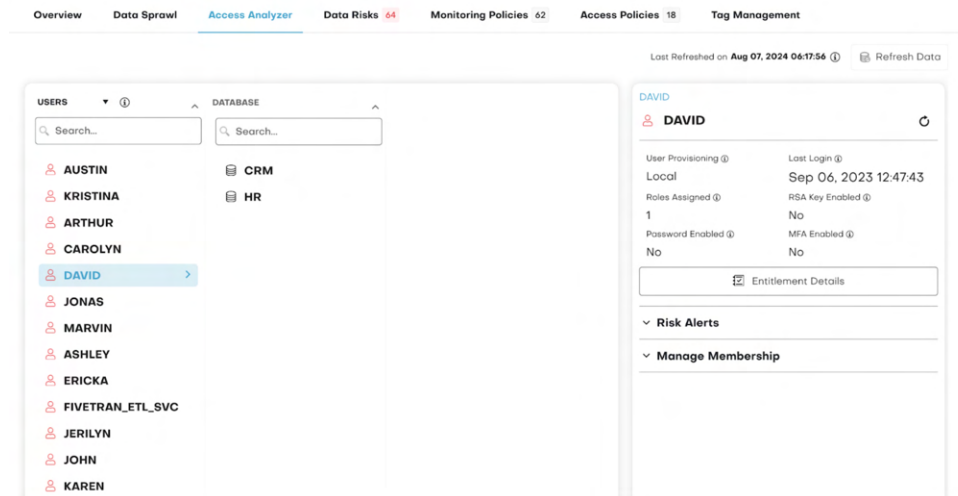 Overview Data Sprawl Access Analyzer Data Risks 64 Monitoring Policies 62 Access Policies 18 Tag Management
Last Refreshed on Aug 07, 2024 06:17:56 Refresh Data
USERS
Search...
AUSTIN
KRISTINA
ARTHUR
CAROLYN
DAVID
JONAS
MARVIN
ASHLEY
ERICKA
FIVETRAN_ETL_SVC
JERILYN
JOHN
KAREN
DATABASE
Search...
CRM
HR
DAVID
DAVID
User Provisioning Last Login
Local Sep 06, 2023 12:47:43
Roles Assigned RSA Key Enabled
1 No
Password Enabled MFA Enabled
No No
Entitlement Details
Risk Alerts
Manage Membership